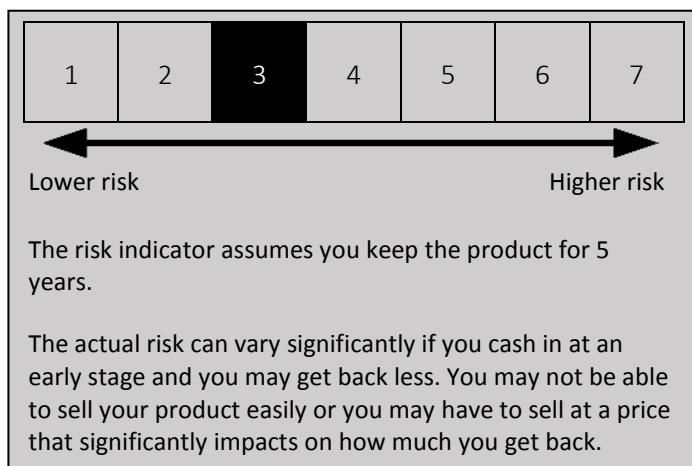 1 2 3 4 5 6 7
Lower risk Higher risk
The risk indicator assumes you keep the product for 5
years.
The actual risk can vary significantly if you cash in at an
early stage and you may get back less. You may not be able
to sell your product easily or you may have to sell at a price
that significantly impacts on how much you get back.